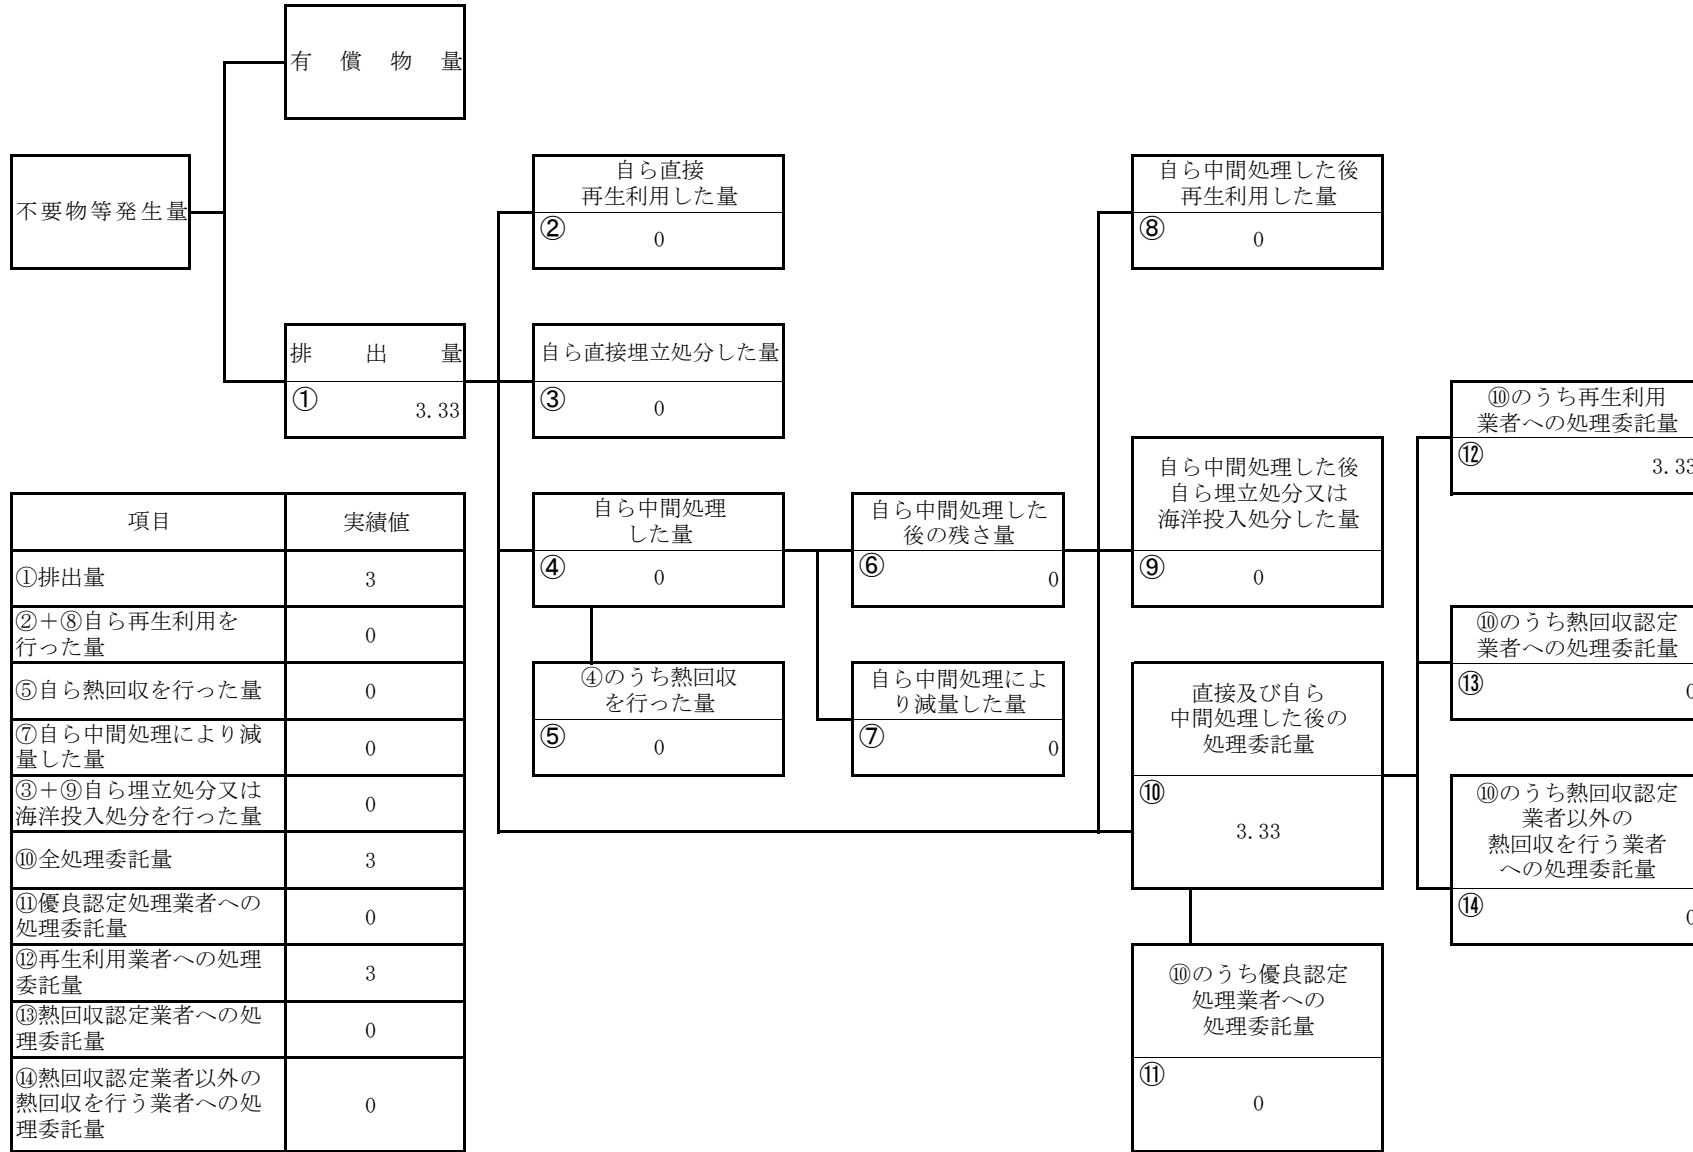 有償物量
不要物等発生量
自ら直接
再生利用した量
②
0
自ら中間処理した後
再生利用した量
⑧
0
排出量
①
3.33
自ら直接埋立処分した量
③
0
⑩のうち再生利用
業者への処理委託量
⑫
3.33
自ら中間処理
した量
④
0
自ら中間処理した
後の残さ量
⑥
0
自ら中間処理した後
自ら埋立処分又は
海洋投入処分した量
⑨
0
④のうち熱回収
を行った量
⑤
0
自ら中間処理によ
り減量した量
⑦
0
直接及び自ら
中間処理した後の
処理委託量
⑩
3.33
⑩のうち熱回収認定
業者への処理委託量
⑬
0
⑩のうち熱回収認定
業者以外の
熱回収を行う業者
への処理委託量
⑭
0
⑩のうち優良認定
処理業者への
処理委託量
⑪
0
項目 実績値
①排出量 3
②+⑧自ら再生利用を
行った量 0
⑤自ら熱回収を行った量 0
⑦自ら中間処理により減
量した量 0
③+⑨自ら埋立処分又は
海洋投入処分を行った量 0
⑩全処理委託量 3
⑪優良認定処理業者への
処理委託量 0
⑫再生利用業者への処理
委託量 3
⑬熱回収認定業者への処
理委託量 0
⑭熱回収認定業者以外の
熱回収を行う業者への処
理委託量 0